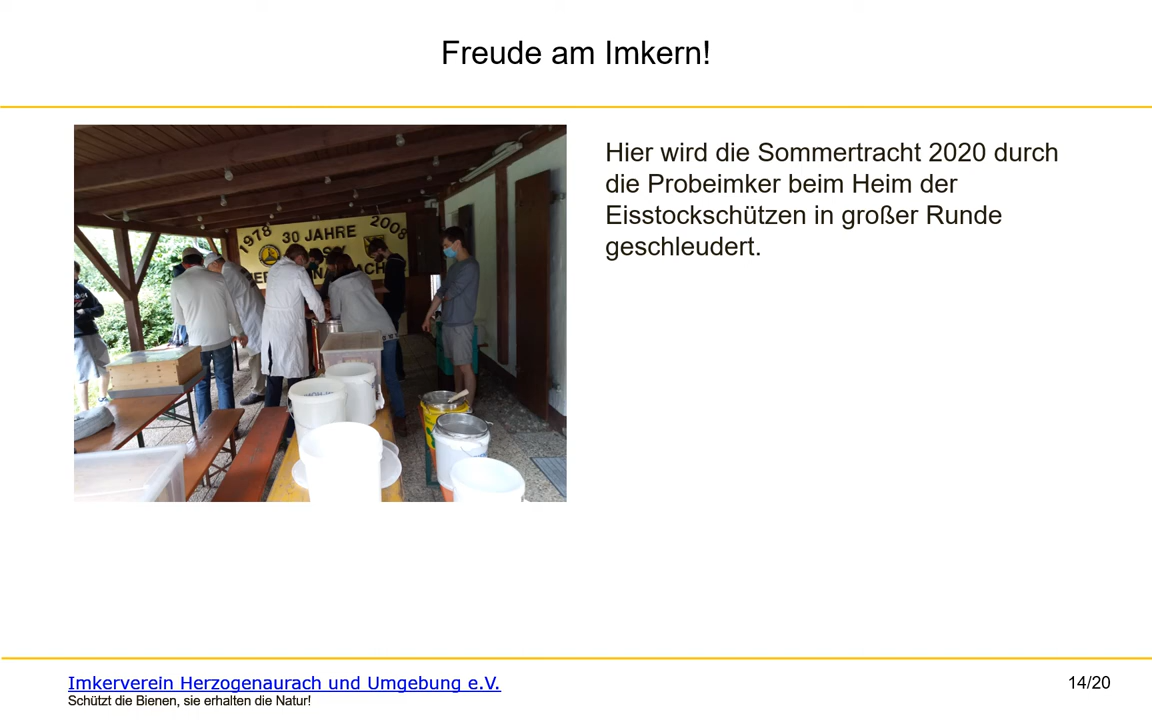 Freude am Imkern!
1978 30 JAHRE 2008
Hier wird die Sommertracht 2020 durch
die Probeimker beim Heim der
Eisstockschützen in großer Runde
geschleudert.
Imkerverein Herzogenaurach und Umgebung e.V.
Schützt die Bienen, sie erhalten die Natur!
14/20